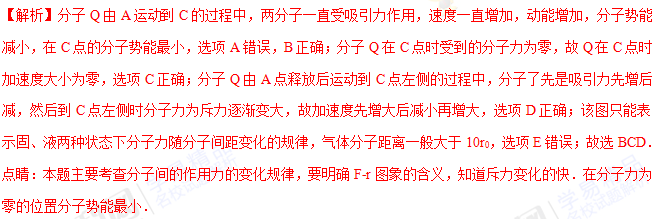 【解析】分子 Q 由 A 运动到 C 的过程中，两分子一直受吸引力作用，速度一直增加，动能增加，分子势能
减小，在 C 点的分子势能最小，选项 A 错误，B 正确；分子 Q 在 C 点时受到的分子力为零，故 Q 在 C 点时
加速度大小为零，选项 C 正确；分子 Q 由 A 点释放后运动到 C 点左侧的过程中，分子了先是吸引力先增后
减，然后到 C 点左侧时分子力为斥力逐渐变大，故加速度先增大后减小再增大，选项 D 正确；该图只能表
示固、液两种状态下分子力随分子间距变化的规律，气体分子距离一般大于 10r₀，选项 E 错误；故选 BCD．
点睛：本题主要考查分子间的作用力的变化规律，要明确 F-r 图象的含义，知道斥力变化的快．在分子力为
零的位置分子势能最小．